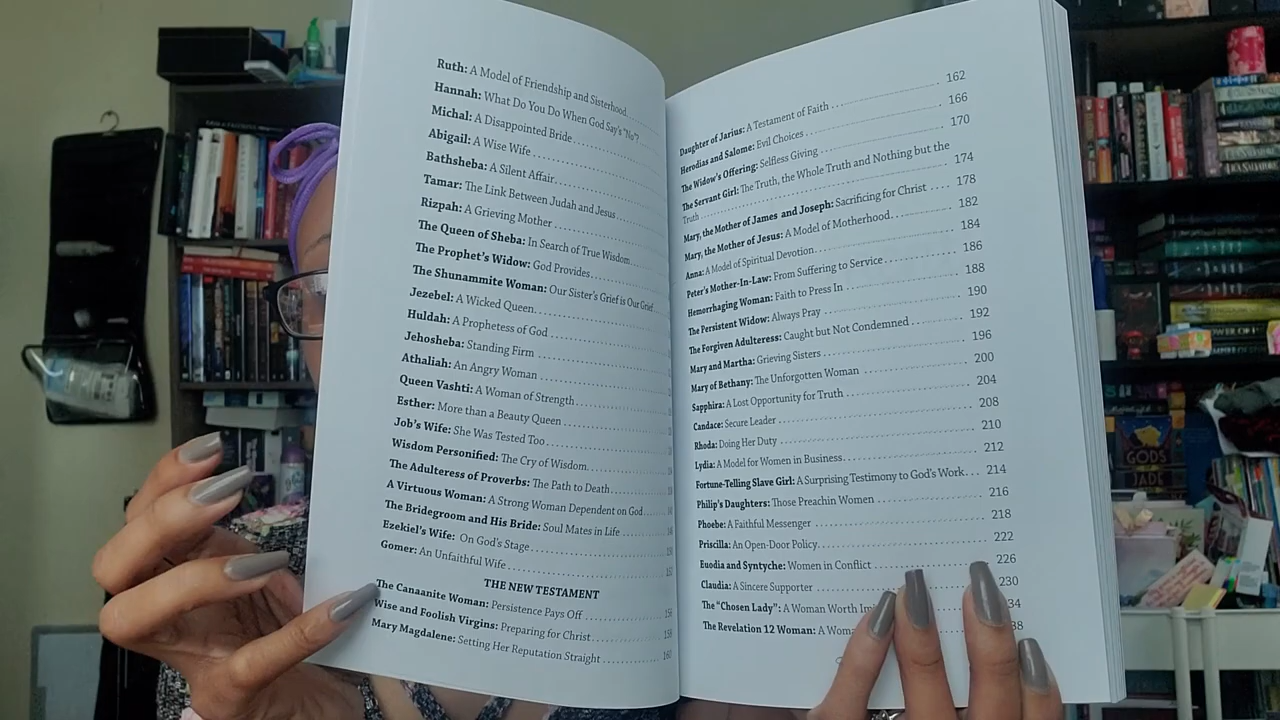 Ruth: A Model of Friendship and Sisterhood
Hannah: What Do You Do When God Say's "No"?
Michal: A Disappointed Bride
Abigail: A Wise Wife
Bathsheba: A Silent Affair
Tamar: The Link Between Judah and Jesus
Rizpah: A Grieving Mother
The Queen of Sheba: In Search of True Wisdom
The Prophet's Widow: God Provides
The Shunammite Woman: Our Sister's Grief is Our Grief
Jezebel: A Wicked Queen
Huldah: A Prophetess of God
Jehosheba: Standing Firm
Athaliah: An Angry Woman
Queen Vashti: A Woman of Strength
Esther: More than a Beauty Queen
Job's Wife: She Was Tested Too
Wisdom Personified: The Cry of Wisdom
The Adulteress of Proverbs: The Path to Death
A Virtuous Woman: A Strong Woman Dependent on God
The Bridegroom and His Bride: Soul Mates in Life
Ezekiel's Wife: On God's Stage
Gomer: An Unfaithful Wife
THE NEW TESTAMENT
The Canaanite Woman: Persistence Pays Off
Wise and Foolish Virgins: Preparing for Christ
Mary Magdalene: Setting Her Reputation Straight
Daughter of Jarius: A Testament of Faith 162
Herodias and Salome: Evil Choices 166
The Widow's Offering: Selfless Giving 170
The Servant Girl: The Truth, the Whole Truth and Nothing but the
Truth 174
Mary, the Mother of James and Joseph: Sacrificing for Christ 178
Mary, the Mother of Jesus: A Model of Motherhood 182
Anna: A Model of Spiritual Devotion 184
Peter's Mother-In-Law: From Suffering to Service 186
Hemorrhaging Woman: Faith to Press In 188
The Persistent Widow: Always Pray 190
The Forgiven Adulteress: Caught but Not Condemned 192
Mary and Martha: Grieving Sisters 196
Mary of Bethany: The Unforgotten Woman 200
Sapphira: A Lost Opportunity for Truth 204
Candace: Secure Leader 208
Rhoda: Doing Her Duty 210
Lydia: A Model for Women in Business 212
Fortune-Telling Slave Girl: A Surprising Testimony to God's Work 214
Philip's Daughters: Those Preachin Women 216
Phoebe: A Faithful Messenger 218
Priscilla: An Open-Door Policy 222
Euodia and Syntyche: Women in Conflict 226
Claudia: A Sincere Supporter 230
The "Chosen Lady": A Woman Worth
The Revelation 12 Woman: A
GODS
JADE